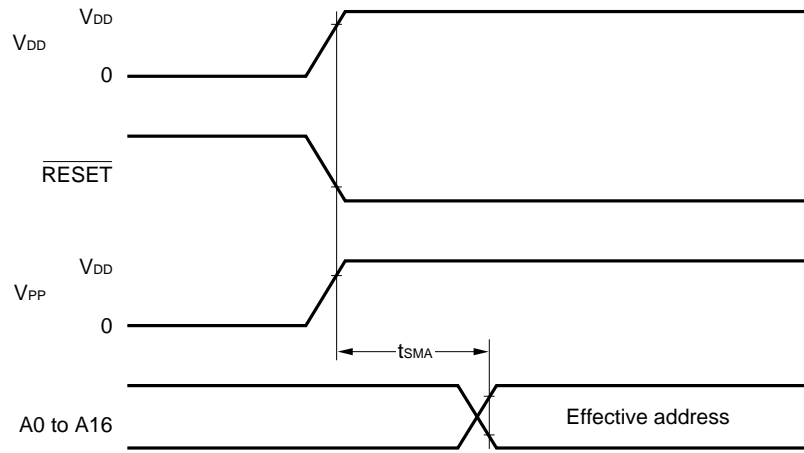 VDD
VDD
0
RESET
VDD
VPP
0
tSMA
A0 to A16
Effective address